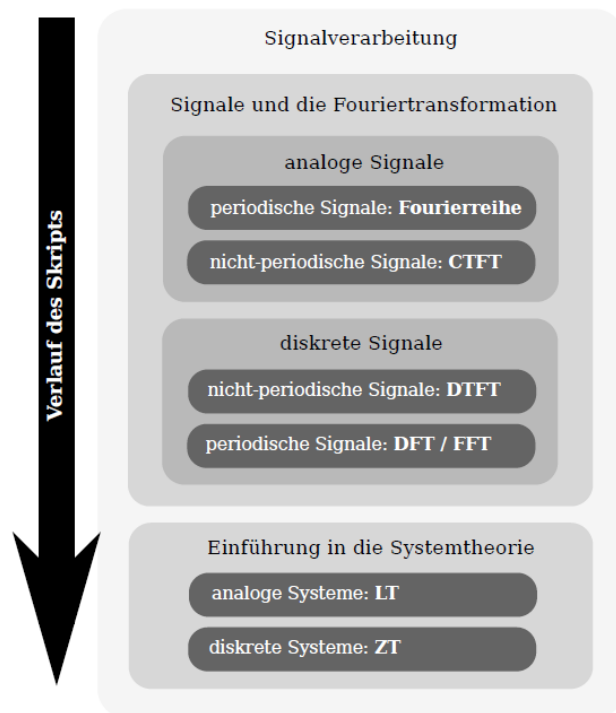 Signalverarbeitung
Signale und die Fouriertransformation
analoge Signale
periodische Signale: Fourierreihe
nicht-periodische Signale: CTFT
diskrete Signale
nicht-periodische Signale: DTFT
periodische Signale: DFT / FFT
Einführung in die Systemtheorie
analoge Systeme: LT
diskrete Systeme: ZT
Verlauf des Skripts